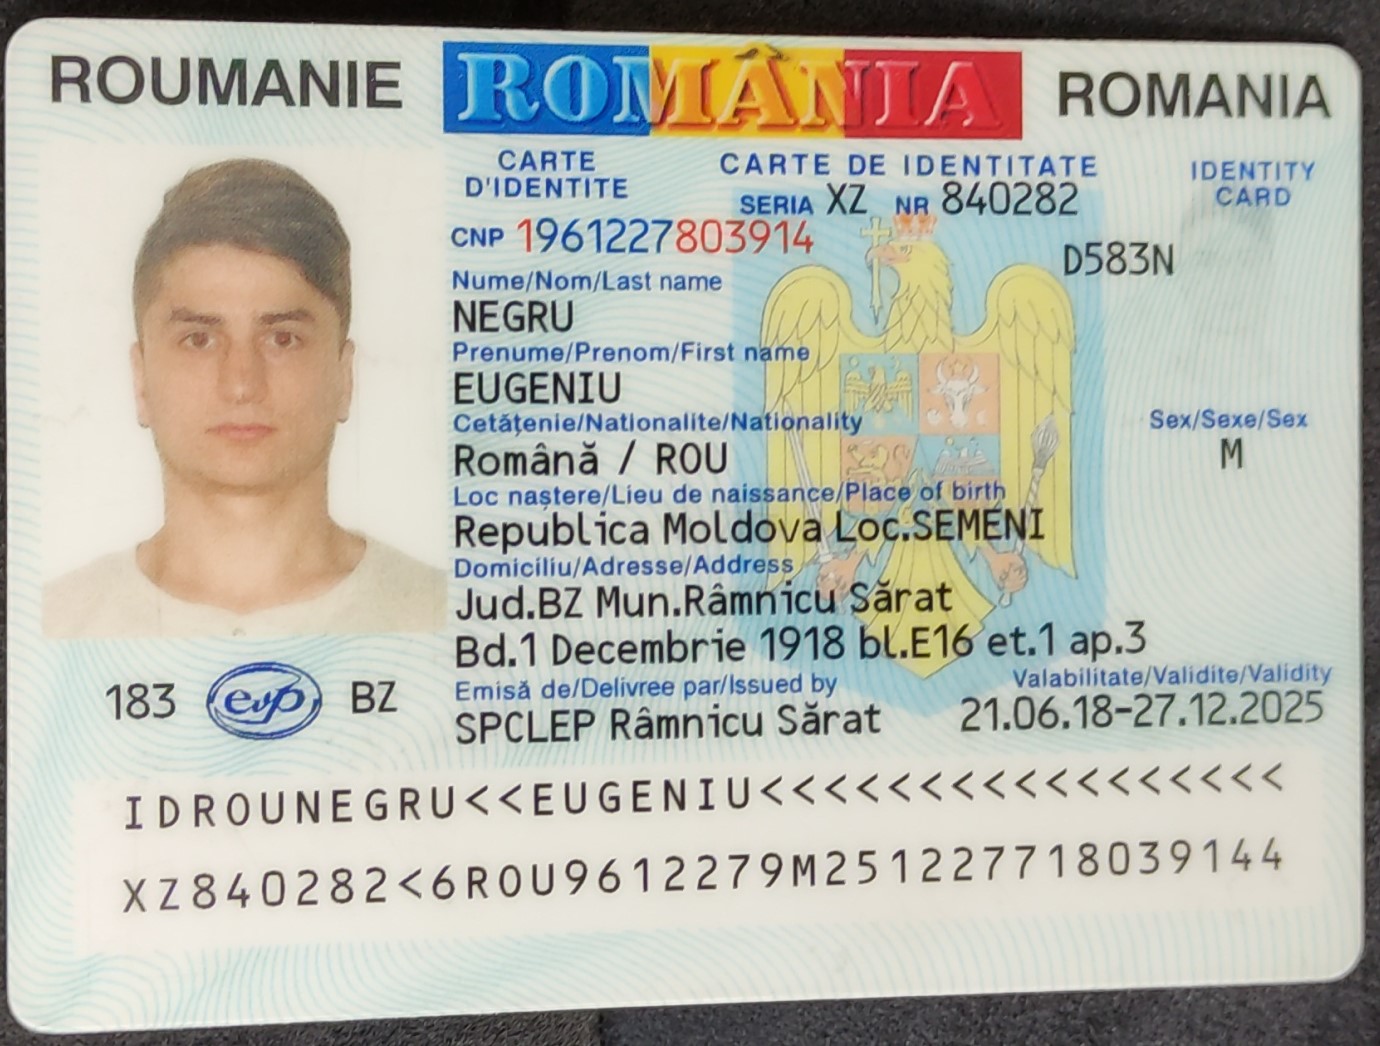 ROUMANIE ROMÂNIA ROMANIA
CARTE D'IDENTITE
CARTE DE IDENTITATE
IDENTITY CARD
SERIA XZ NR 840282
CNP 1961227803914
D583N
Nume/Nom/Last name
NEGRU
Prenume/Prenom/First name
EUGENIU
Cetățenie/Nationalite/Nationality
Română / ROU
Sex/Sexe/Sex
M
Loc naștere/Lieu de naissance/Place of birth
Republica Moldova Loc.SEMENI
Domiciliu/Adresse/Address
Jud.BZ Mun.Râmnicu Sărat
Bd.1 Decembrie 1918 bl.E16 et.1 ap.3
Emisă de/Delivree par/Issued by
SPCLEP Râmnicu Sărat
Valabilitate/Validite/Validity
21.06.18-27.12.2025
183 evp BZ
IDROUNEGRU<<EUGENIU<<<<<<<<<<<<<<<<<
XZ840282<6ROU9612279M251227718039144